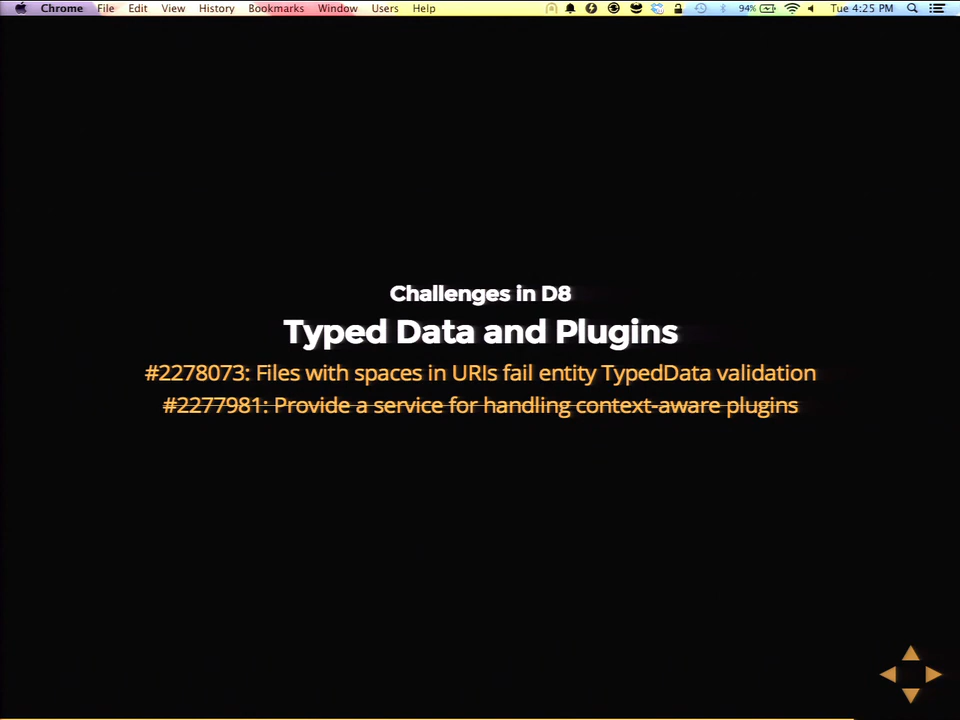 Chrome File Edit View History Bookmarks Window Users Help 94% Tue 4:25 PM
Challenges in D8
Typed Data and Plugins
#2278073: Files with spaces in URIs fail entity TypedData validation
#2277981: Provide a service for handling context-aware plugins